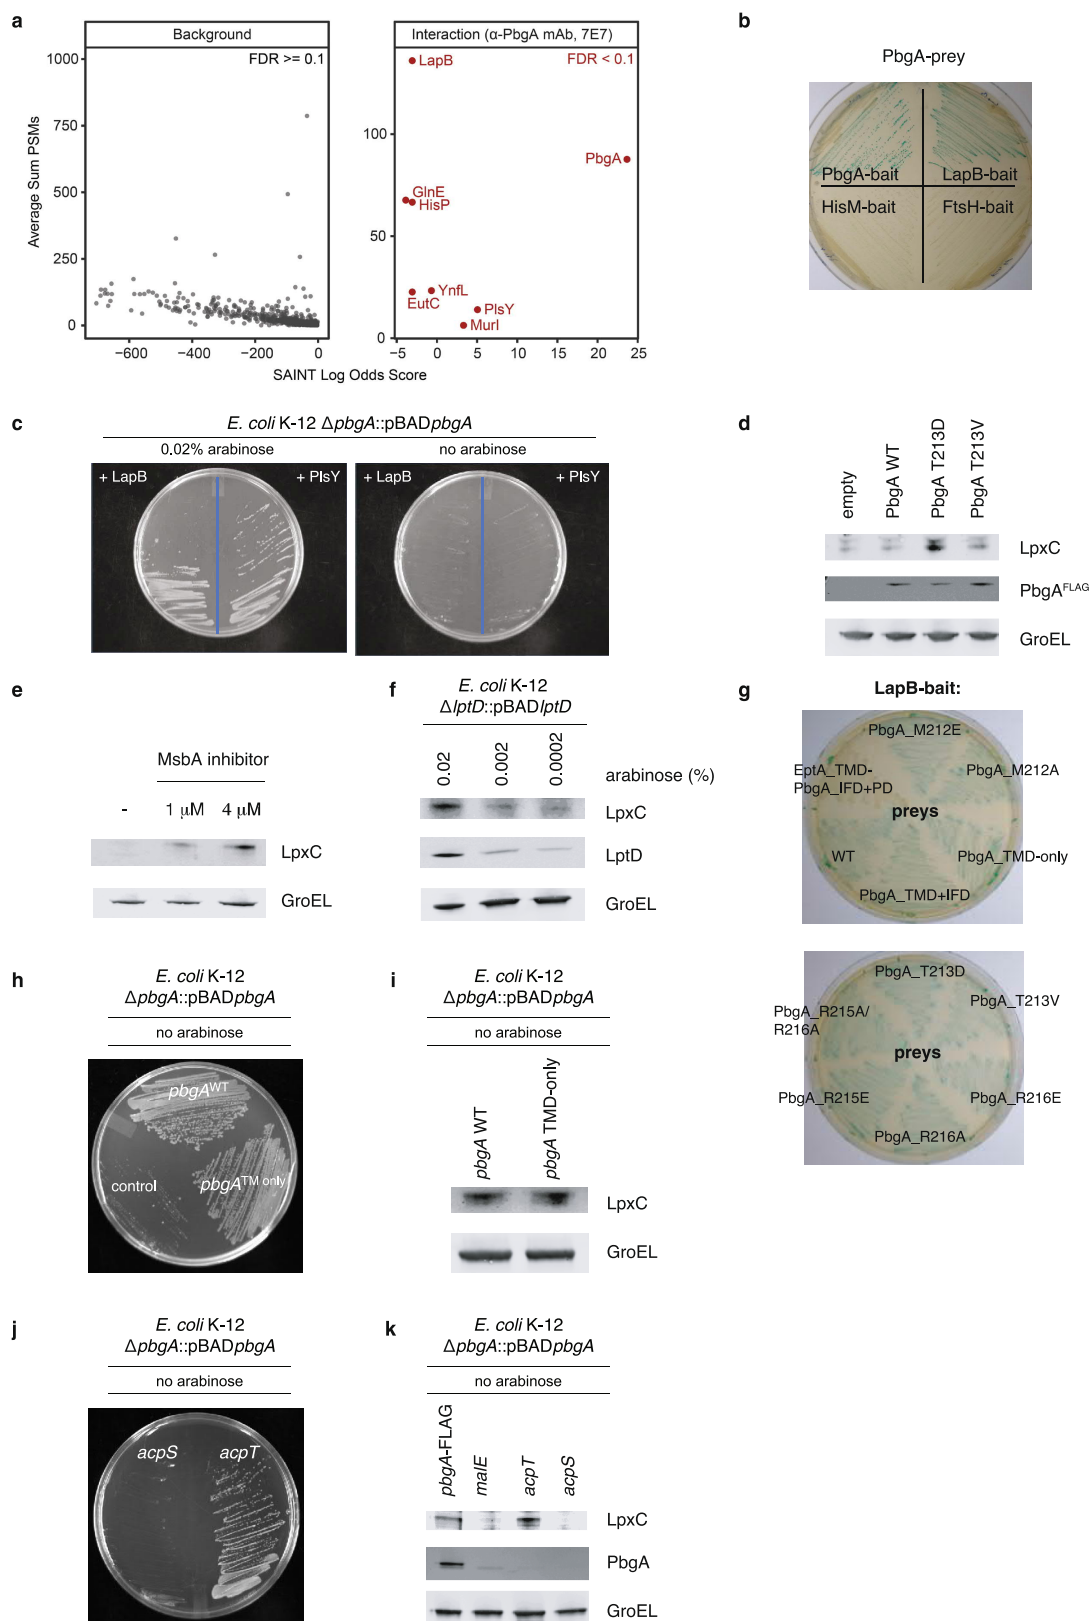 a
Background
FDR >= 0.1
Average Sum PSMs
1000
750
500
250
0
−600
−400
−200
0
Interaction (α-PbgA mAb, 7E7)
FDR < 0.1
LapB
PbgA
GlnE
HisP
YnfL
EutC
PlsY
MurI
100
50
0
−5
0
5
10
15
20
25
SAINT Log Odds Score
b
PbgA-prey
PbgA-bait
LapB-bait
HisM-bait
FtsH-bait
c
E. coli K-12 ΔpbgA::pBADpbgA
0.02% arabinose
no arabinose
+ LapB
+ PlsY
+ LapB
+ PlsY
d
empty
PbgA WT
PbgA T213D
PbgA T213V
LpxC
PbgA^FLAG
GroEL
e
MsbA inhibitor
-
1 μM
4 μM
LpxC
GroEL
f
E. coli K-12
ΔlptD::pBADlptD
0.02
0.002
0.0002
arabinose (%)
LpxC
LptD
GroEL
g
LapB-bait:
PbgA_M212E
EptA_TMD-
PbgA_IFD+PD
PbgA_M212A
preys
WT
PbgA_TMD-only
PbgA_TMD+IFD
PbgA_T213D
PbgA_T213V
PbgA_R215A/
R216A
preys
PbgA_R215E
PbgA_R216E
PbgA_R216A
h
E. coli K-12
ΔpbgA::pBADpbgA
no arabinose
pbgA^WT
control
pbgA^TM only
i
E. coli K-12
ΔpbgA::pBADpbgA
no arabinose
pbgA WT
pbgA TMD-only
LpxC
GroEL
j
E. coli K-12
ΔpbgA::pBADpbgA
no arabinose
acpS
acpT
k
E. coli K-12
ΔpbgA::pBADpbgA
no arabinose
pbgA-FLAG
malE
acpT
acpS
LpxC
PbgA
GroEL